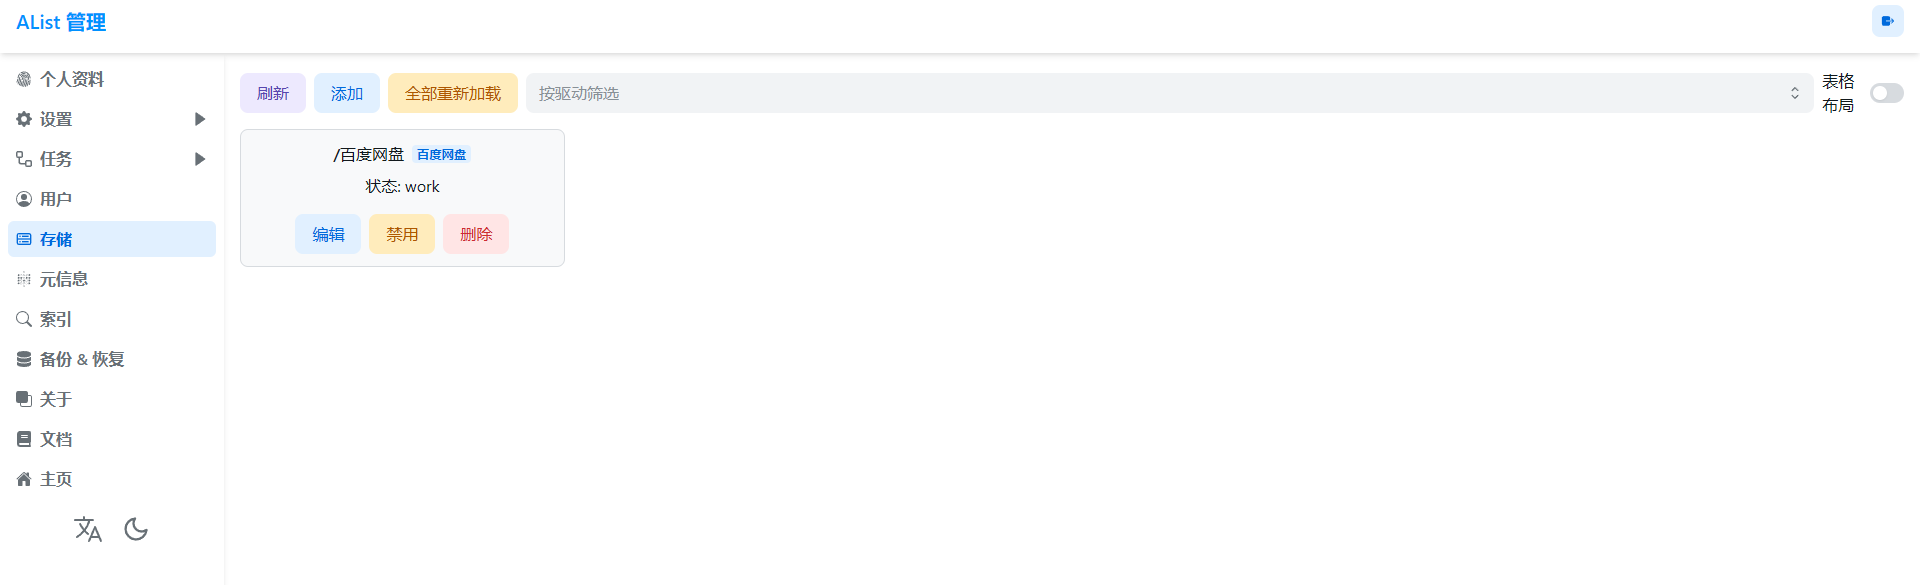 AList 管理
个人资料
设置
任务
用户
存储
元信息
索引
备份 & 恢复
关于
文档
主页
刷新
添加
全部重新加载
按驱动筛选
表格
布局
/百度网盘 百度网盘
状态: work
编辑
禁用
删除